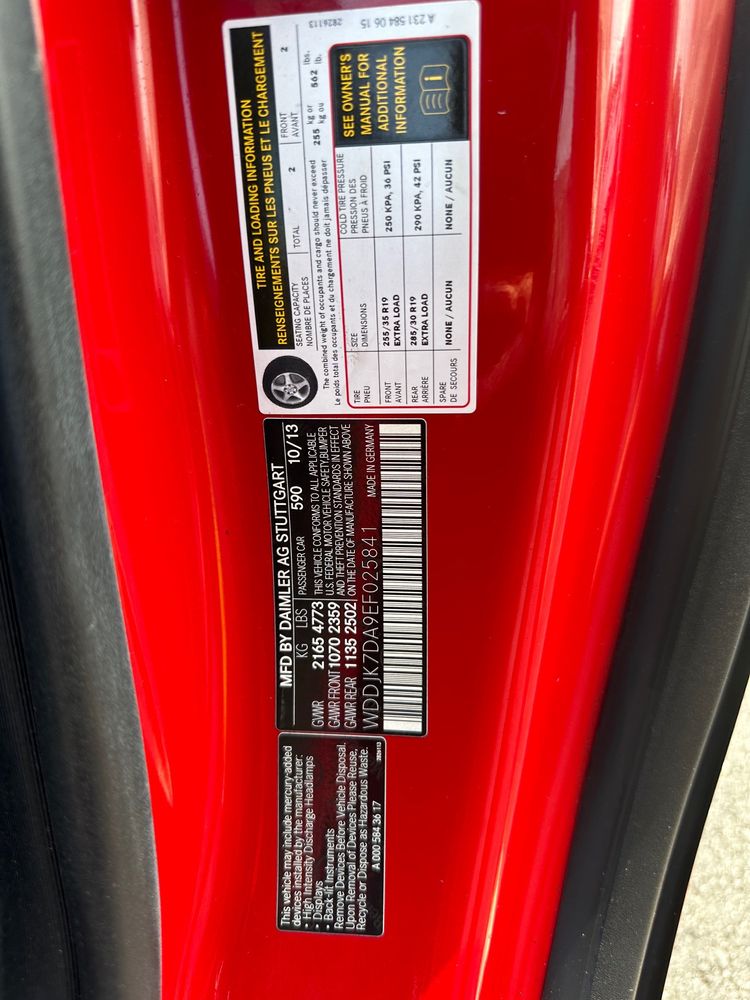 This vehicle may include mercury-added
devices installed by the manufacturer:
• High Intensity Discharge Headlamps
• Displays
• Back-lit Instruments
Remove Devices Before Vehicle Disposal.
Upon Removal of Devices Please Reuse,
Recycle or Dispose as Hazardous Waste.
A 000 584 36 17
MFD BY DAIMLER AG STUTTGART
KG LBS PASSENGER CAR 590 10/13
GVWR 2165 4773 THIS VEHICLE CONFORMS TO ALL APPLICABLE
GAWR FRONT 1070 2359 U.S. FEDERAL MOTOR VEHICLE SAFETY, BUMPER
GAWR REAR 1135 2502 AND THEFT PREVENTION STANDARDS IN EFFECT
ON THE DATE OF MANUFACTURE SHOWN ABOVE
WDDJK7DA9EF025841 MADE IN GERMANY
TIRE AND LOADING INFORMATION
RENSEIGNEMENTS SUR LES PNEUS ET LE CHARGEMENT
SEATING CAPACITY TOTAL 2 FRONT 2
NOMBRE DE PLACES AVANT
The combined weight of occupants and cargo should never exceed 255 kg or 562 lbs.
Le poids total des occupants et du chargement ne doit jamais dépasser kg ou lb.
TIRE SIZE COLD TIRE PRESSURE
PNEU DIMENSIONS PRESSION DES
PNEUS À FROID
FRONT 255/35 R19 250 KPA, 36 PSI
AVANT EXTRA LOAD
REAR 285/30 R19 290 KPA, 42 PSI
ARRIÈRE EXTRA LOAD
SPARE NONE / AUCUN NONE / AUCUN
DE SECOURS
SEE OWNER'S
MANUAL FOR
ADDITIONAL
INFORMATION
2826113
A 231 584 06 15